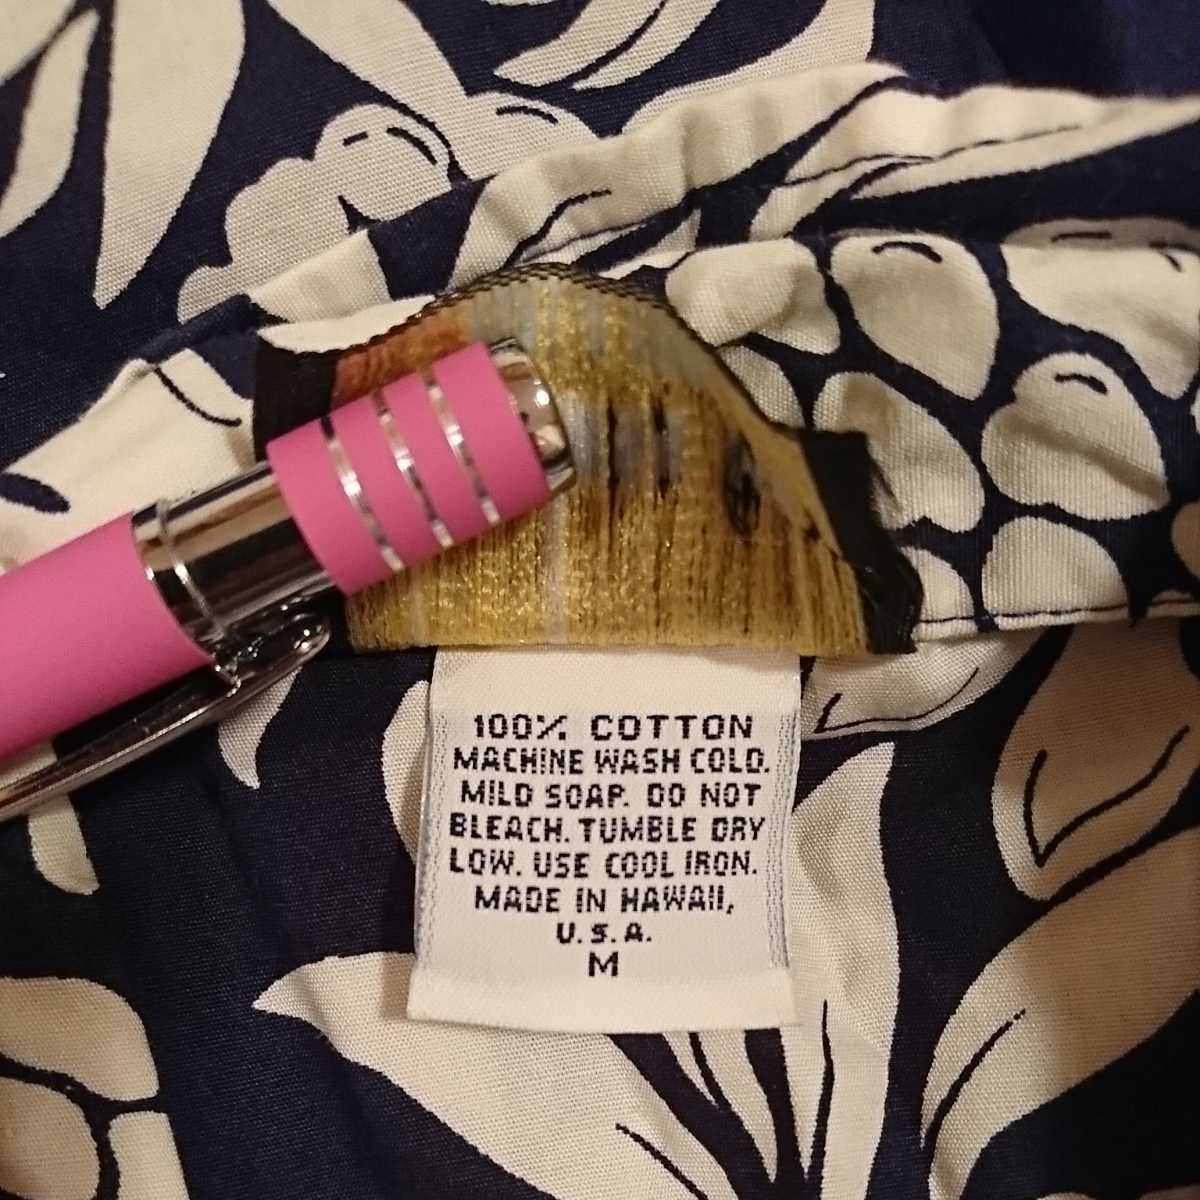 100% COTTON
MACHINE WASH COLD.
MILD SOAP. DO NOT
BLEACH. TUMBLE DRY
LOW. USE COOL IRON.
MADE IN HAWAII,
U.S.A.
M